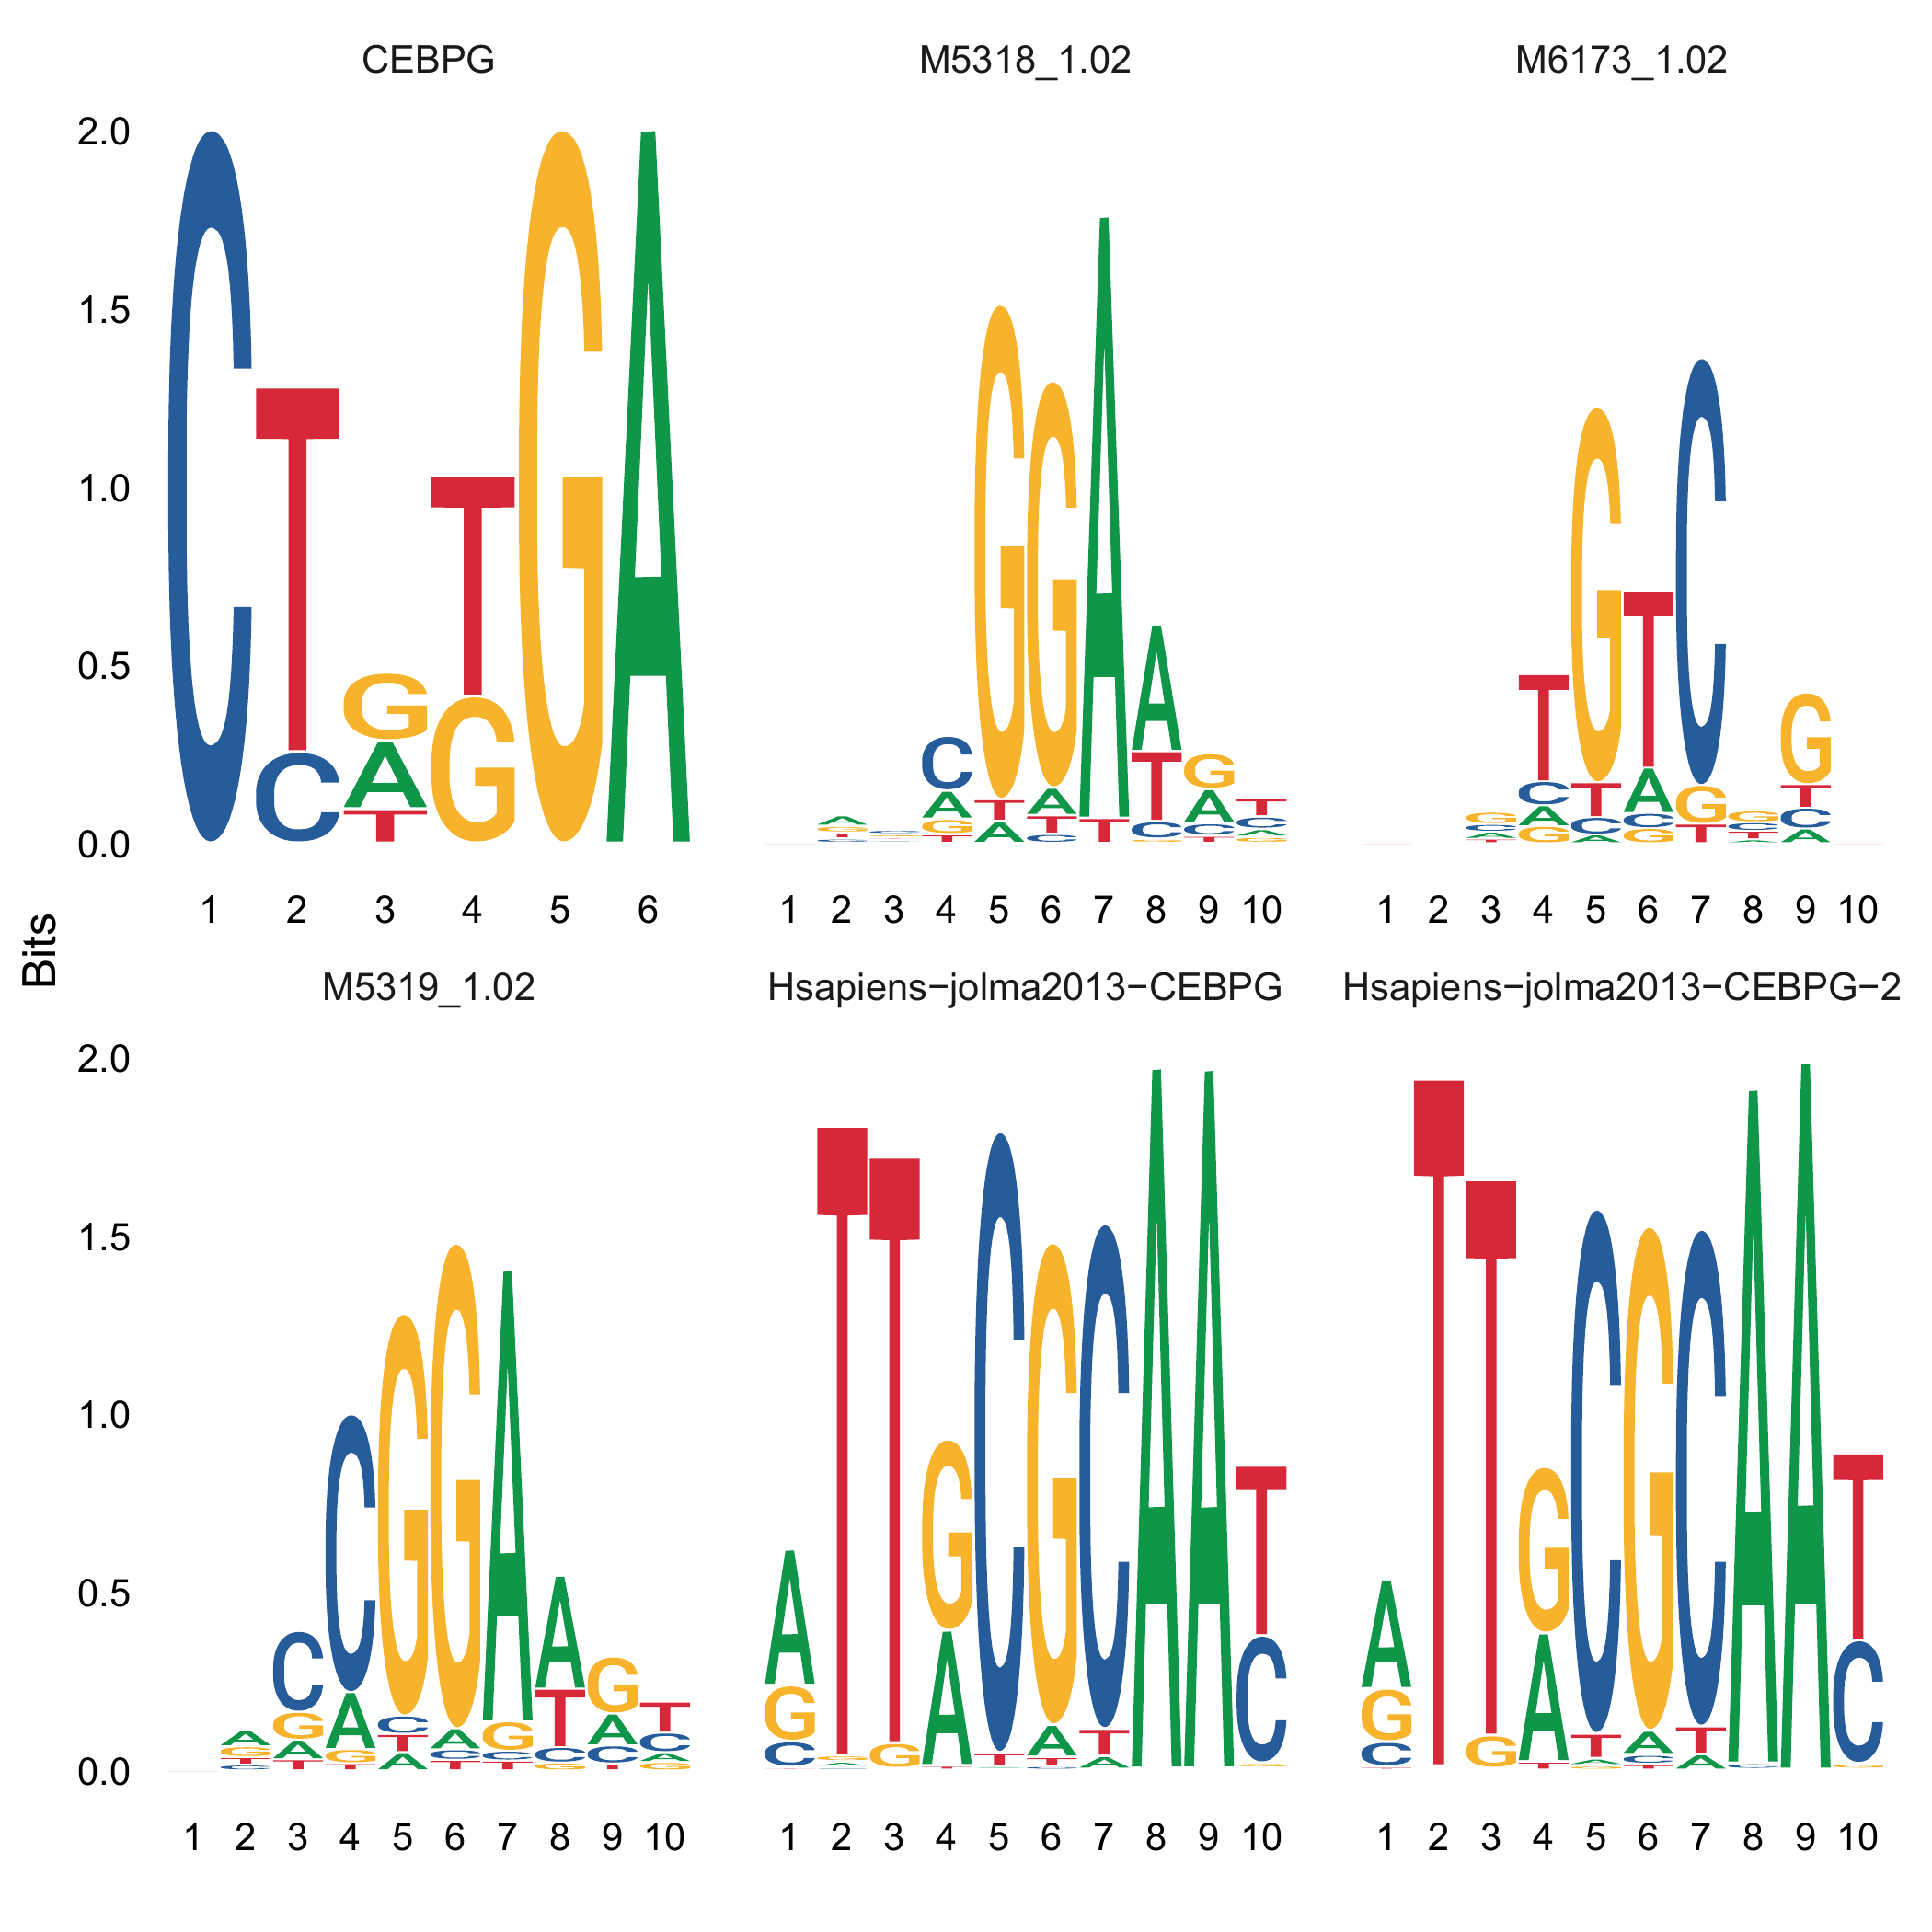 CEBPG M5318_1.02 M6173_1.02
2.0
1.5
1.0
0.5
0.0
1 2 3 4 5 6 1 2 3 4 5 6 7 8 9 10 1 2 3 4 5 6 7 8 9 10
Bits
M5319_1.02 Hsapiens−jolma2013−CEBPG Hsapiens−jolma2013−CEBPG−2
2.0
1.5
1.0
0.5
0.0
1 2 3 4 5 6 7 8 9 10 1 2 3 4 5 6 7 8 9 10 1 2 3 4 5 6 7 8 9 10